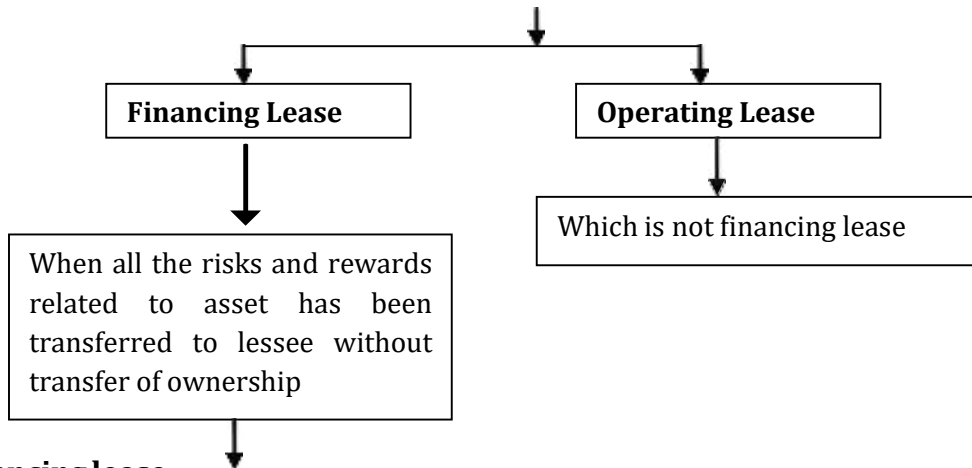 Financing Lease
Operating Lease
Which is not financing lease
When all the risks and rewards
related to asset has been
transferred to lessee without
transfer of ownership
lease